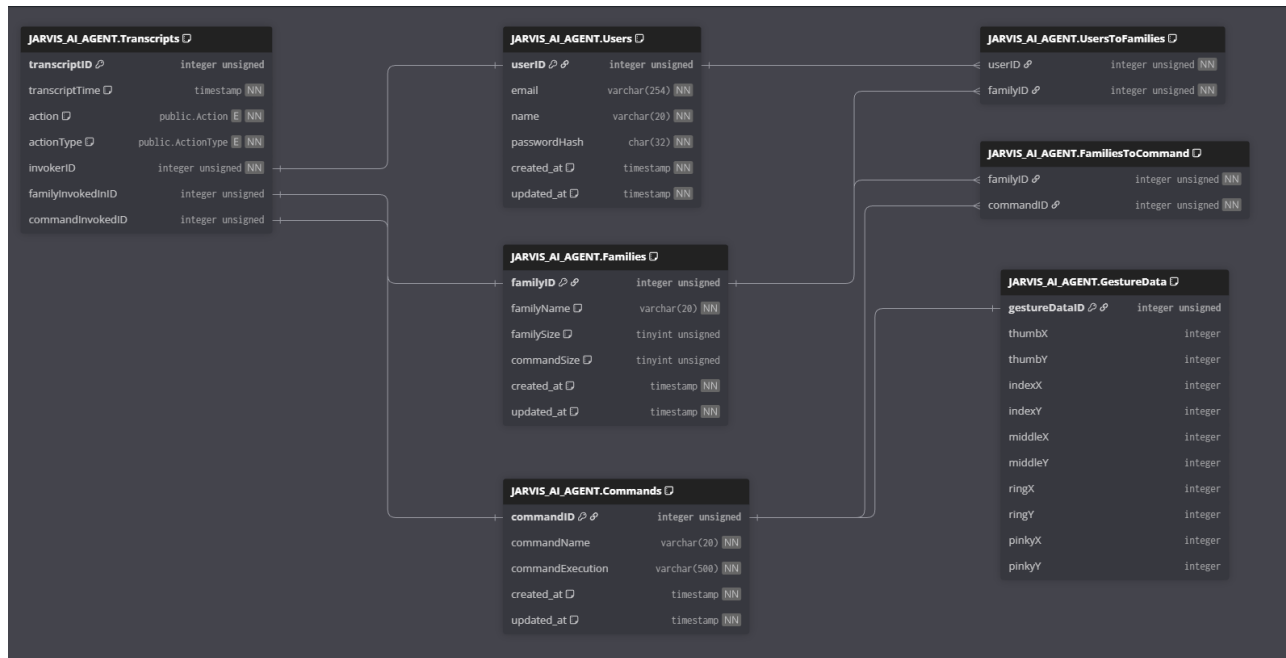 JARVIS_AI_AGENT.Transcripts
transcriptID integer unsigned
transcriptTime timestamp NN
action public.Action E NN
actionType public.ActionType E NN
invokerID integer unsigned NN
familyInvokedInID integer unsigned
commandInvokedID integer unsigned
JARVIS_AI_AGENT.Users
userID integer unsigned
email varchar(254) NN
name varchar(20) NN
passwordHash char(32) NN
created_at timestamp NN
updated_at timestamp NN
JARVIS_AI_AGENT.Families
familyID integer unsigned
familyName varchar(20) NN
familySize tinyint unsigned
commandSize tinyint unsigned
created_at timestamp NN
updated_at timestamp NN
JARVIS_AI_AGENT.Commands
commandID integer unsigned
commandName varchar(20) NN
commandExecution varchar(500) NN
created_at timestamp NN
updated_at timestamp NN
JARVIS_AI_AGENT.UsersToFamilies
userID integer unsigned NN
familyID integer unsigned NN
JARVIS_AI_AGENT.FamiliesToCommand
familyID integer unsigned NN
commandID integer unsigned NN
JARVIS_AI_AGENT.GestureData
gestureDataID integer unsigned
thumbX integer
thumbY integer
indexX integer
indexY integer
middleX integer
middleY integer
ringX integer
ringY integer
pinkyX integer
pinkyY integer